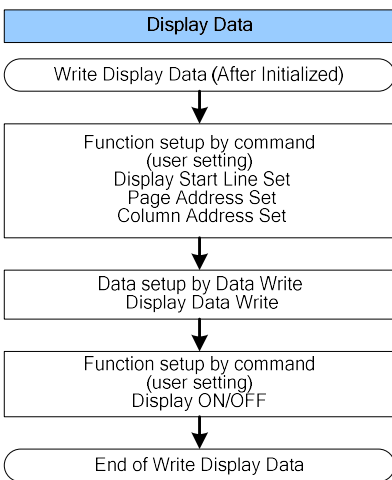 Display Data
Write Display Data (After Initialized)
Function setup by command
(user setting)
Display Start Line Set
Page Address Set
Column Address Set
Data setup by Data Write
Display Data Write
Function setup by command
(user setting)
Display ON/OFF
End of Write Display Data